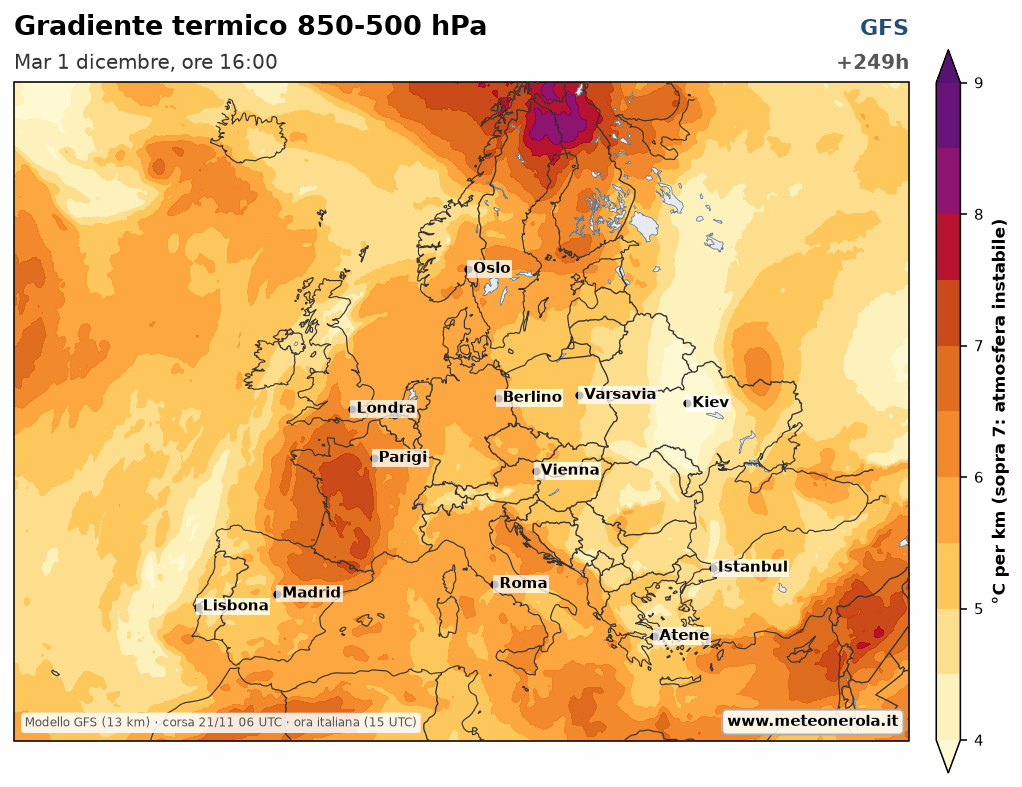 Gradiente termico 850-500 hPa
GFS
Mar 1 dicembre, ore 16:00
+249h
9
8
7
6
5
4
°C per km (sopra 7: atmosfera instabile)
Oslo
Berlino
Varsavia
Kiev
Londra
Parigi
Vienna
Istanbul
Roma
Madrid
Lisbona
Atene
Modello GFS (13 km) · corsa 21/11 06 UTC · ora italiana (15 UTC)
www.meteonerola.it